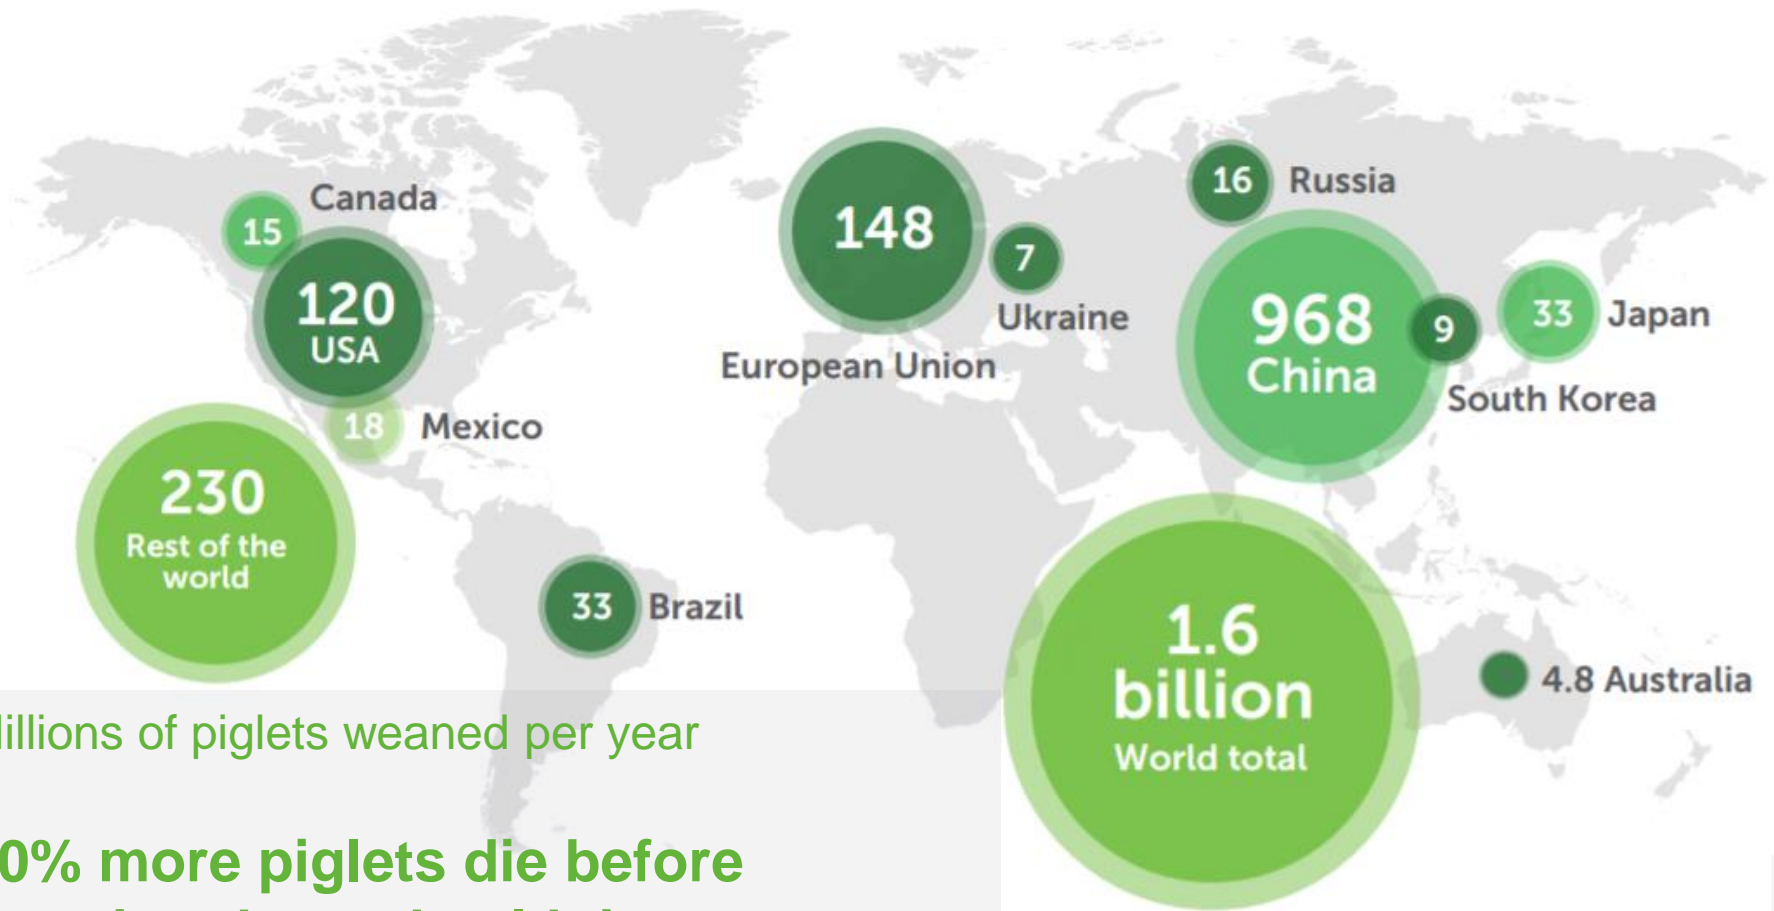 Canada
15
120
USA
18 Mexico
230
Rest of the
world
33 Brazil
148
European Union
7
Ukraine
16 Russia
968
China
9
South Korea
33 Japan
1.6
billion
World total
4.8 Australia
illions of piglets weaned per year
0% more piglets die before